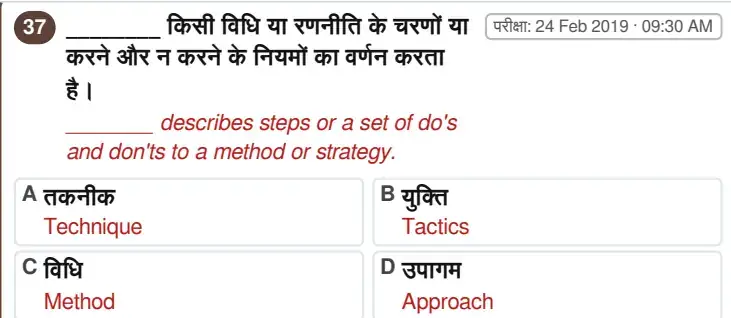 37 ________ किसी विधि या रणनीति के चरणों या परीक्षा: 24 Feb 2019 · 09:30 AM
करने और न करने के नियमों का वर्णन करता
है।
________ describes steps or a set of do's
and don'ts to a method or strategy.
A तकनीक B युक्ति
Technique Tactics
C विधि D उपागम
Method Approach